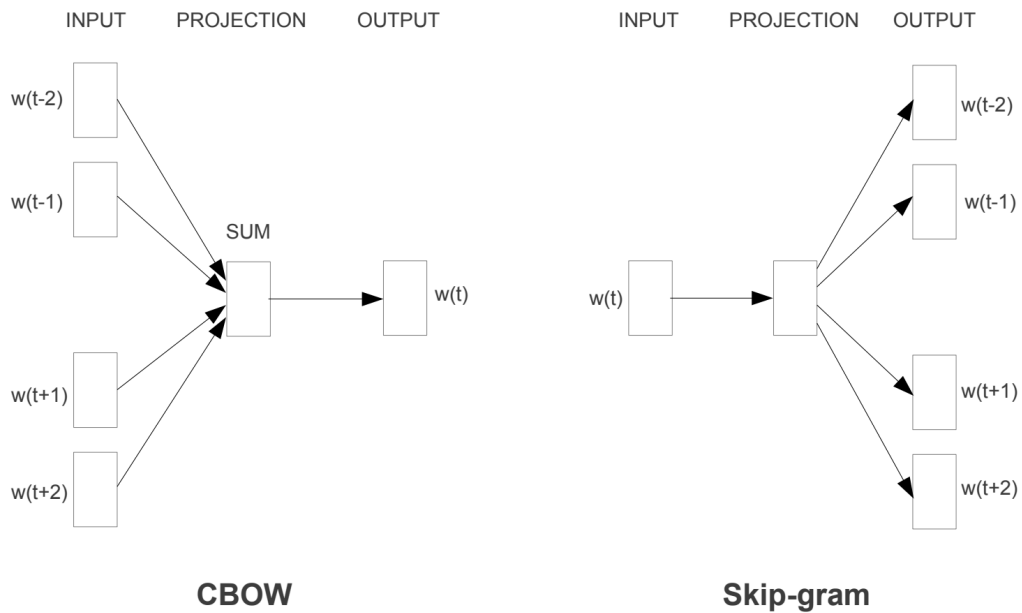 INPUT PROJECTION OUTPUT
w(t-2)
w(t-1)
SUM
w(t)
w(t+1)
w(t+2)
CBOW
INPUT PROJECTION OUTPUT
w(t-2)
w(t-1)
w(t)
w(t+1)
w(t+2)
Skip-gram